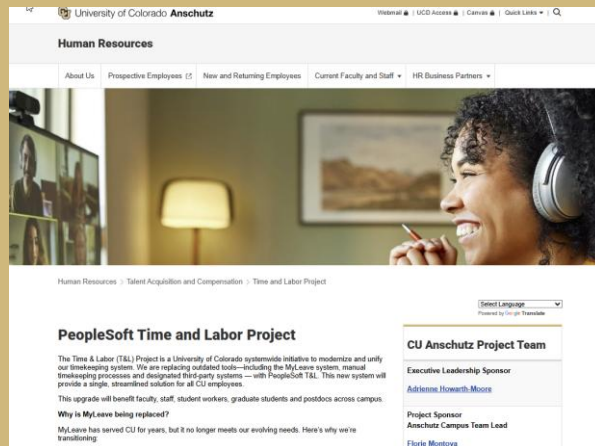 University of Colorado Anschutz
Webmail | UCD Access | Canvas | Quick Links
Human Resources
About Us Prospective Employees New and Returning Employees Current Faculty and Staff HR Business Partners
Human Resources > Talent Acquisition and Compensation > Time and Labor Project
Select Language
Powered by Google Translate
PeopleSoft Time and Labor Project
The Time & Labor (T&L) Project is a University of Colorado systemwide initiative to modernize and unify
our timekeeping system. We are replacing outdated tools—including the MyLeave system, manual
timekeeping processes and designated third-party systems — with PeopleSoft T&L. This new system will
provide a single, streamlined solution for all CU employees.
This upgrade will benefit faculty, staff, student workers, graduate students and postdocs across campus.
Why is MyLeave being replaced?
MyLeave has served CU for years, but it no longer meets our evolving needs. Here's why we're
transitioning:
CU Anschutz Project Team
Executive Leadership Sponsor
Adrienne Howarth-Moore
Project Sponsor
Anschutz Campus Team Lead
Florie Montoya